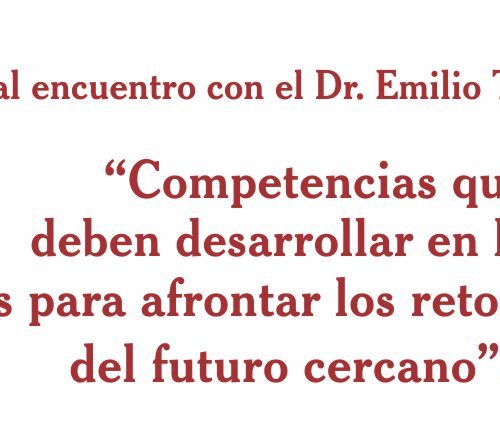 al encuentro con el Dr. Emilio
“Competencias qu
deben desarrollar en l
s para afrontar los reto
del futuro cercano”